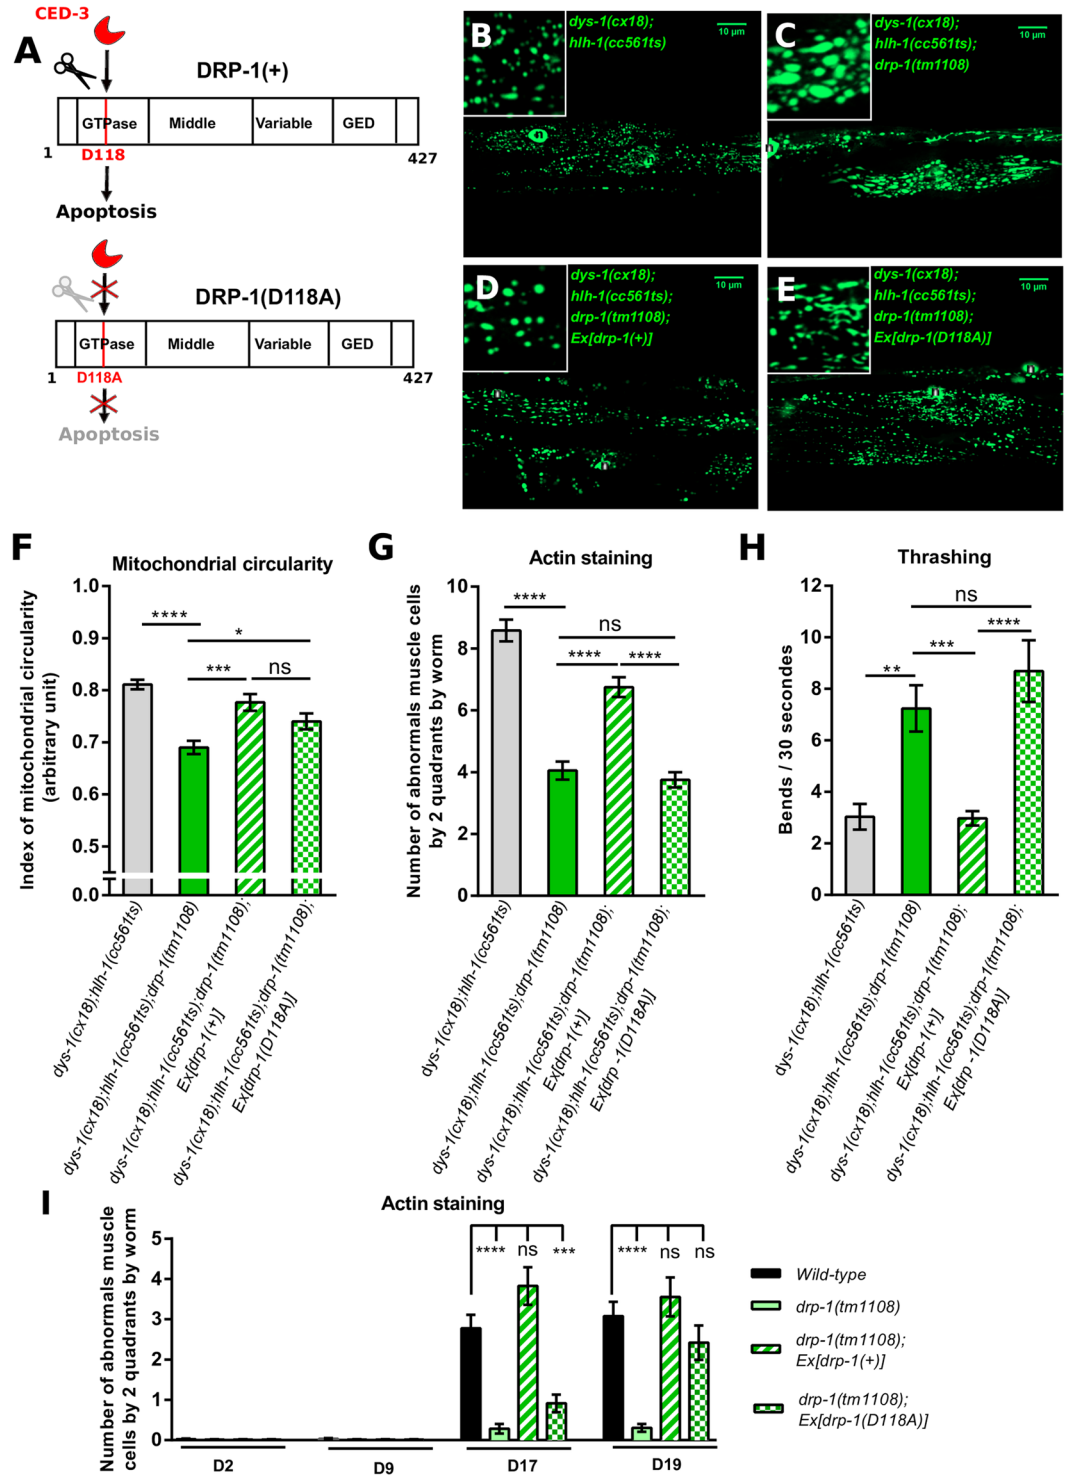 A
CED-3
DRP-1(+)
GTPase
Middle
Variable
GED
1
D118
427
Apoptosis
DRP-1(D118A)
GTPase
Middle
Variable
GED
1
D118A
427
Apoptosis
B
dys-1(cx18);
hlh-1(cc561ts)
10 µm
n
n
C
dys-1(cx18);
hlh-1(cc561ts);
drp-1(tm1108)
10 µm
n
D
dys-1(cx18);
hlh-1(cc561ts);
drp-1(tm1108);
Ex[drp-1(+)]
10 µm
n
n
E
dys-1(cx18);
hlh-1(cc561ts);
drp-1(tm1108);
Ex[drp-1(D118A)]
10 µm
n
n
F
Mitochondrial circularity
Index of mitochondrial circularity
(arbitrary unit)
1.0
0.9
0.8
0.7
0.6
0.5
0.0
****
*
***
ns
dys-1(cx18);hlh-1(cc561ts)
dys-1(cx18);hlh-1(cc561ts);drp-1(tm1108)
dys-1(cx18);hlh-1(cc561ts);drp-1(tm1108);
Ex[drp-1(+)]
dys-1(cx18);hlh-1(cc561ts);drp-1(tm1108);
Ex[drp-1(D118A)]
G
Actin staining
Number of abnormals muscle cells
by 2 quadrants by worm
10
8
6
4
2
0
****
ns
****
****
dys-1(cx18);hlh-1(cc561ts)
dys-1(cx18);hlh-1(cc561ts);drp-1(tm1108)
dys-1(cx18);hlh-1(cc561ts);drp-1(tm1108);
Ex[drp-1(+)]
dys-1(cx18);hlh-1(cc561ts);drp-1(tm1108);
Ex[drp-1(D118A)]
H
Thrashing
Bends / 30 secondes
12
10
8
6
4
2
0
ns
****
***
**
dys-1(cx18);hlh-1(cc561ts)
dys-1(cx18);hlh-1(cc561ts);drp-1(tm1108)
dys-1(cx18);hlh-1(cc561ts);drp-1(tm1108);
Ex[drp-1(+)]
dys-1(cx18);hlh-1(cc561ts);drp-1(tm1108);
Ex[drp -1(D118A)]
I
Actin staining
Number of abnormals muscle
cells by 2 quadrants by worm
5
4
3
2
1
0
**** ns ***
**** ns ns
D2
D9
D17
D19
Wild-type
drp-1(tm1108)
drp-1(tm1108);
Ex[drp-1(+)]
drp-1(tm1108);
Ex[drp-1(D118A)]